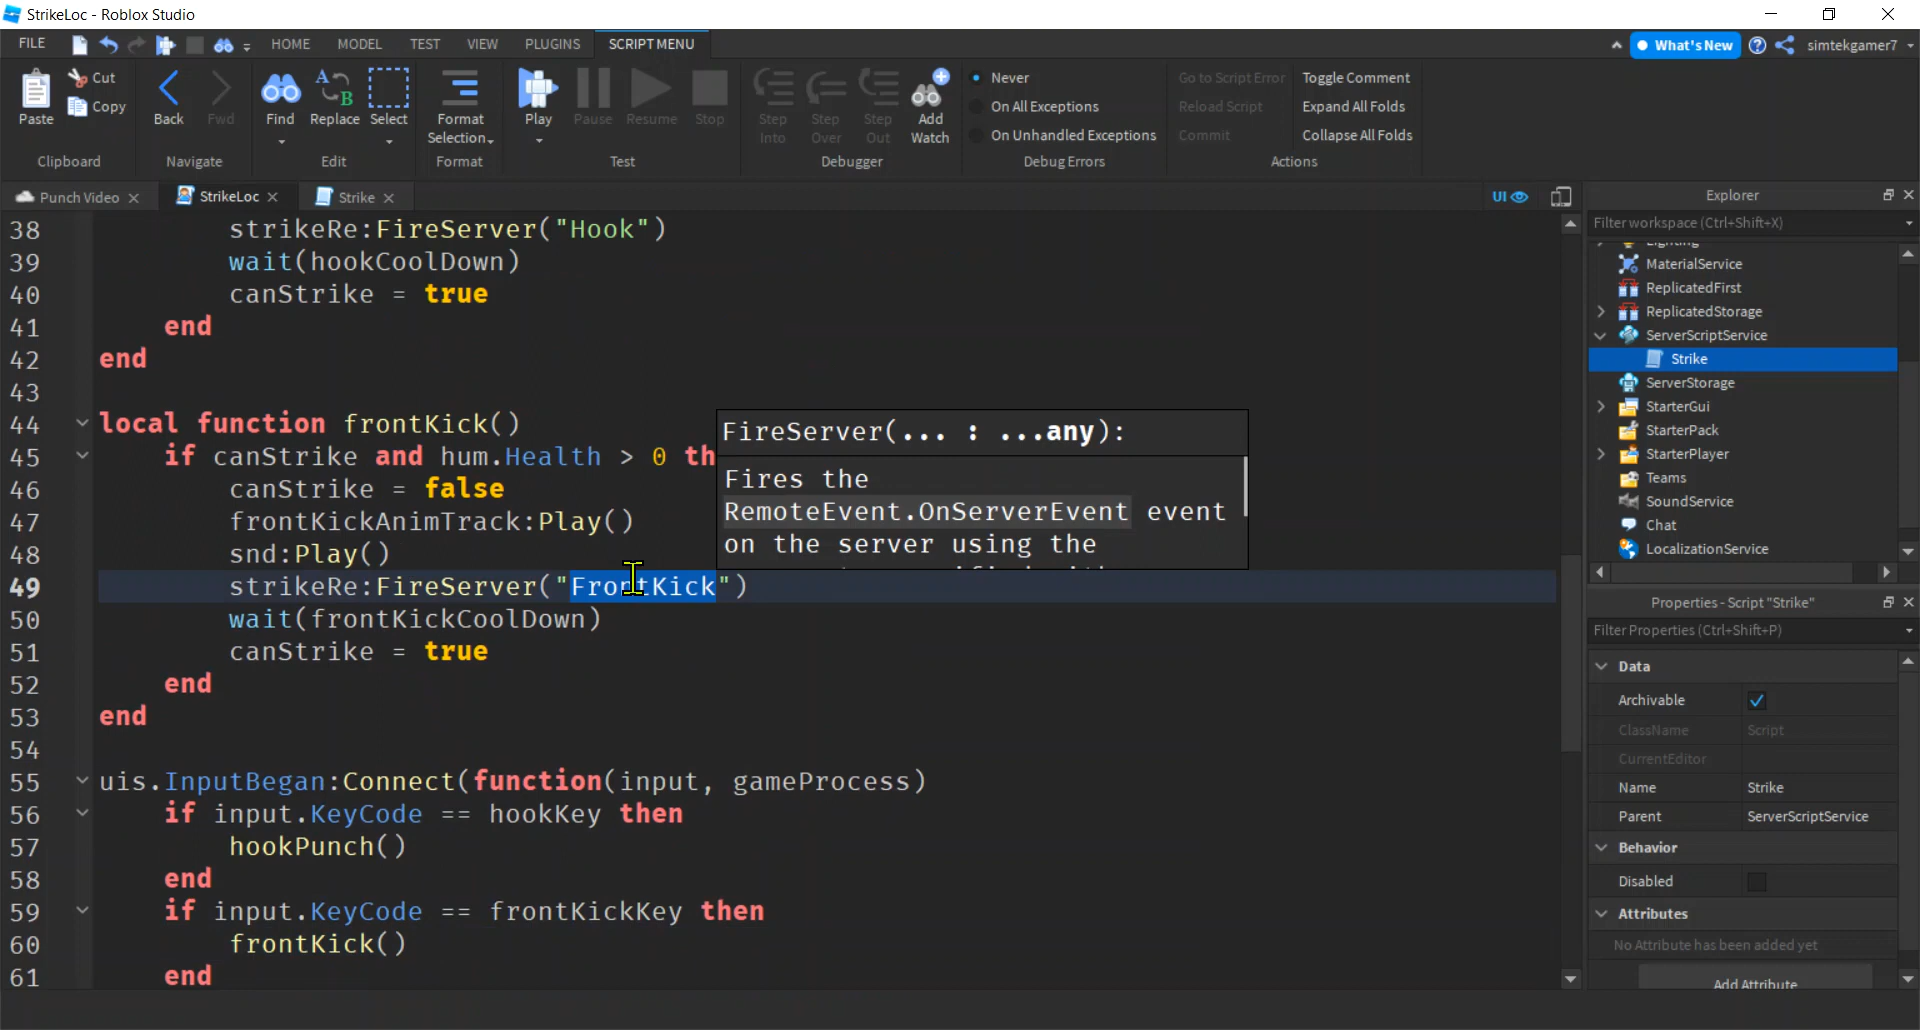 StrikeLoc - Roblox Studio
FILE HOME MODEL TEST VIEW PLUGINS SCRIPT MENU What's New simtekgamer7
Paste Cut Copy Back Fwd Find Replace Select Format Selection Play Pause Resume Stop Step Into Step Over Step Out Add Watch
Never
On All Exceptions
On Unhandled Exceptions
Go to Script Error
Reload Script
Commit
Toggle Comment
Expand All Folds
Collapse All Folds
Clipboard Navigate Edit Format Test Debugger Debug Errors Actions
Punch Video StrikeLoc Strike UI
38 strikeRe:FireServer("Hook")
39 wait(hookCoolDown)
40 canStrike = true
41 end
42 end
43
44 local function frontKick()
45 if canStrike and hum.Health > 0 th
46 canStrike = false
47 frontKickAnimTrack:Play()
48 snd:Play()
49 strikeRe:FireServer("FrontKick")
50 wait(frontKickCoolDown)
51 canStrike = true
52 end
53 end
54
55 uis.InputBegan:Connect(function(input, gameProcess)
56 if input.KeyCode == hookKey then
57 hookPunch()
58 end
59 if input.KeyCode == frontKickKey then
60 frontKick()
61 end
FireServer(... : ...any):
Fires the
RemoteEvent.OnServerEvent event
on the server using the
Explorer
Filter workspace (Ctrl+Shift+X)
Lighting
MaterialService
ReplicatedFirst
ReplicatedStorage
ServerScriptService
Strike
ServerStorage
StarterGui
StarterPack
StarterPlayer
Teams
SoundService
Chat
LocalizationService
Properties - Script "Strike"
Filter Properties (Ctrl+Shift+P)
Data
Archivable
ClassName Script
CurrentEditor
Name Strike
Parent ServerScriptService
Behavior
Disabled
Attributes
No Attribute has been added yet
Add Attribute